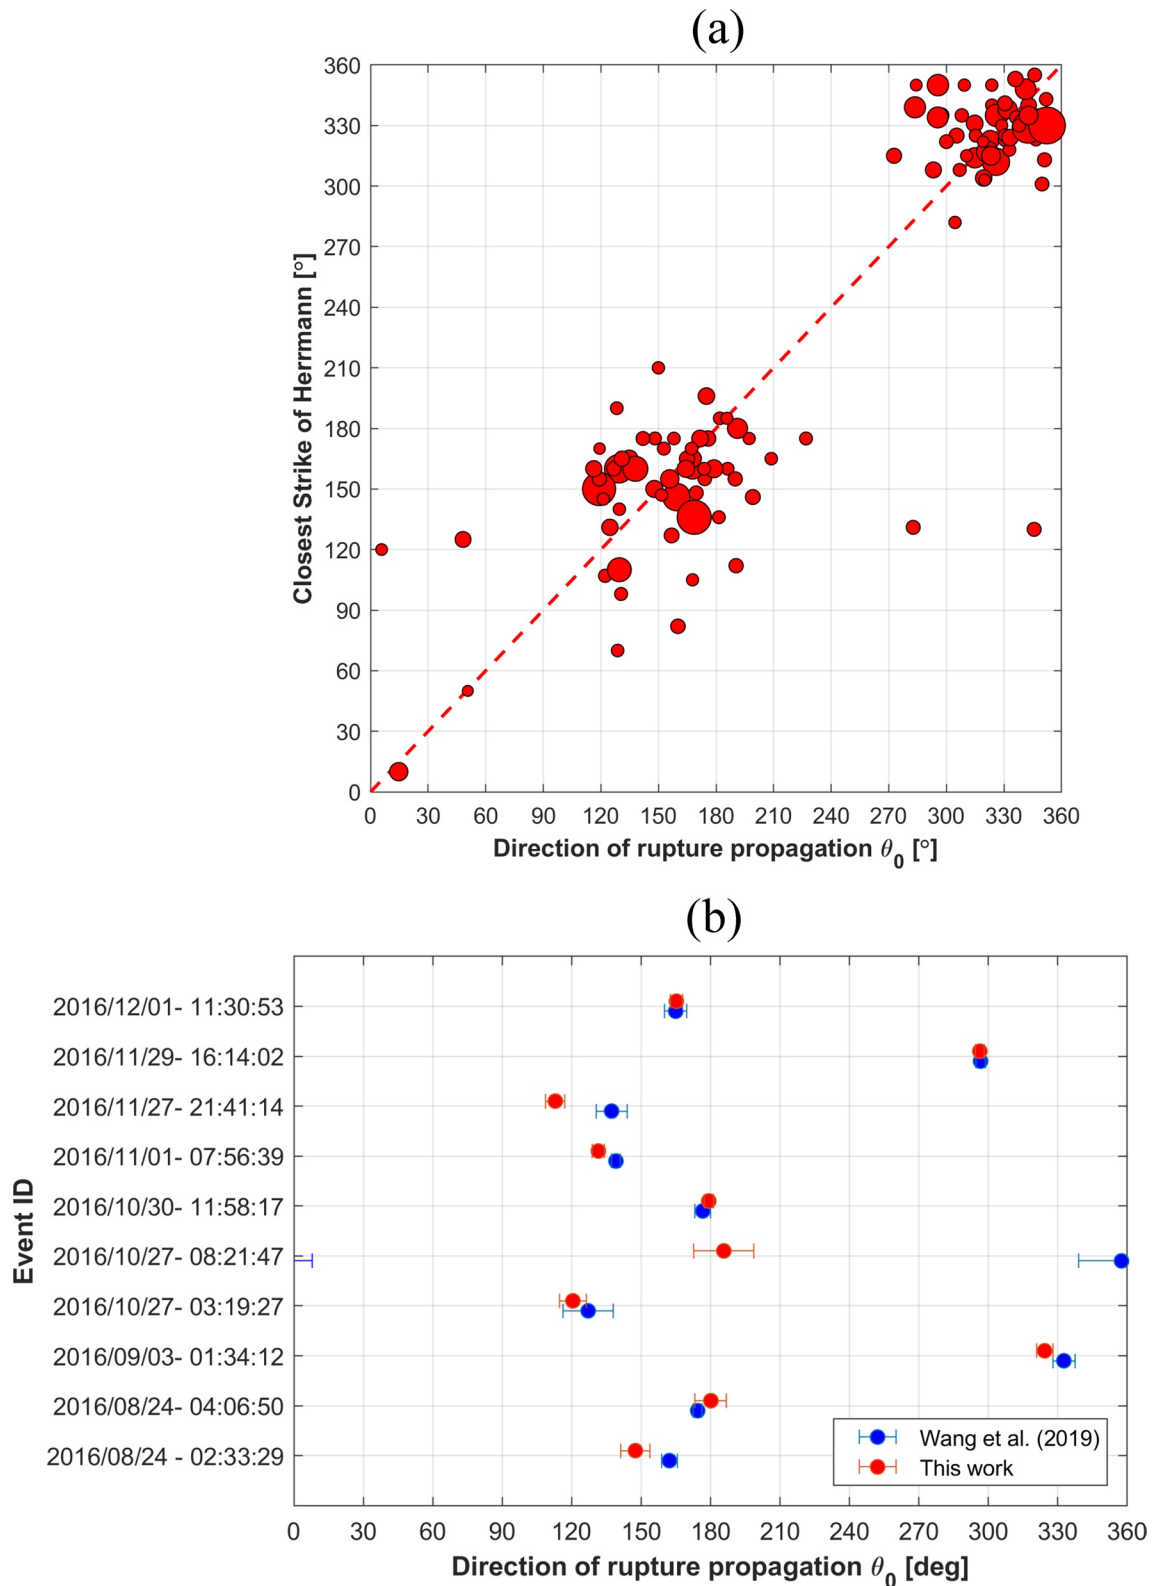 (a)
360
330
300
270
240
210
180
150
120
90
60
30
0
Closest Strike of Herrmann [°]
0 30 60 90 120 150 180 210 240 270 300 330 360
Direction of rupture propagation θ0 [°]
(b)
2016/12/01- 11:30:53
2016/11/29- 16:14:02
2016/11/27- 21:41:14
2016/11/01- 07:56:39
2016/10/30- 11:58:17
2016/10/27- 08:21:47
2016/10/27- 03:19:27
2016/09/03- 01:34:12
2016/08/24- 04:06:50
2016/08/24 - 02:33:29
Event ID
Wang et al. (2019)
This work
0 30 60 90 120 150 180 210 240 270 300 330 360
Direction of rupture propagation θ0 [deg]